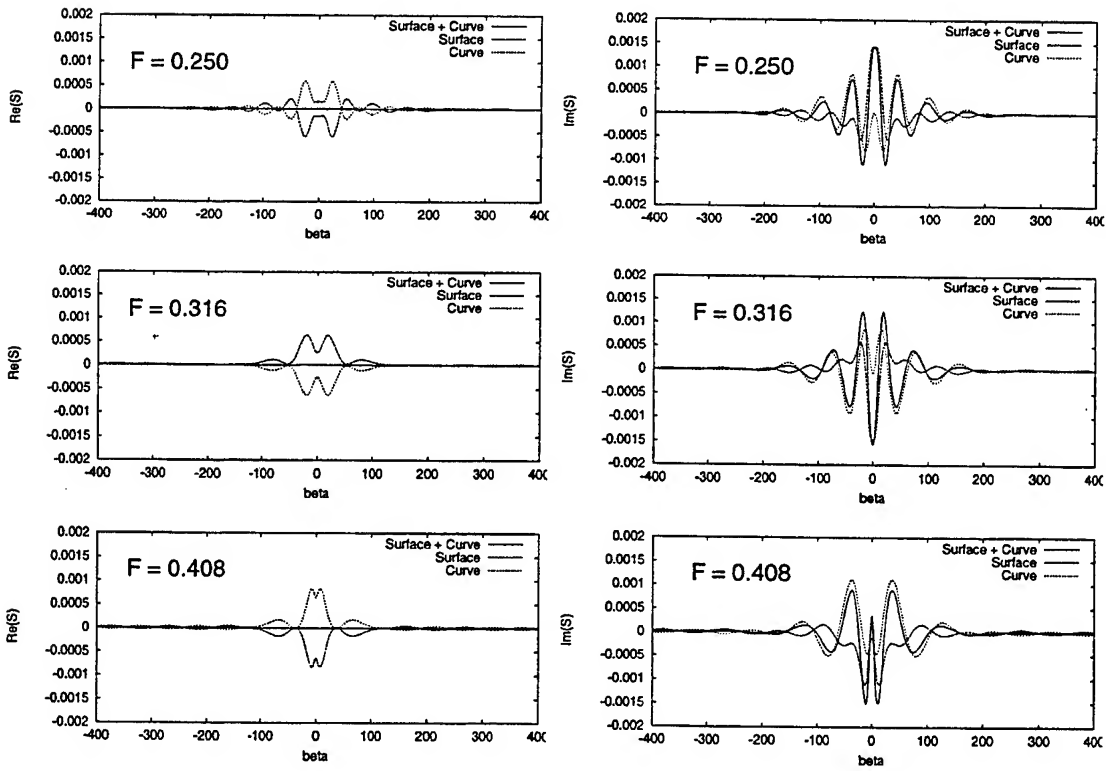 0.002
0.0015
0.001
0.0005
0
-0.0005
-0.001
-0.0015
-0.002
Re(S)
F = 0.250
Surface + Curve
Surface
Curve
-400 -300 -200 -100 0 100 200 300 400
beta
0.002
0.0015
0.001
0.0005
0
-0.0005
-0.001
-0.0015
-0.002
Im(S)
F = 0.250
Surface + Curve
Surface
Curve
-400 -300 -200 -100 0 100 200 300 40
beta
0.002
0.0015
0.001
0.0005
0
-0.0005
-0.001
-0.0015
-0.002
Re(S)
F = 0.316
Surface + Curve
Surface
Curve
-400 -300 -200 -100 0 100 200 300 400
beta
0.002
0.0015
0.001
0.0005
0
-0.0005
-0.001
-0.0015
-0.002
Im(S)
F = 0.316
Surface + Curve
Surface
Curve
-400 -300 -200 -100 0 100 200 300 400
beta
0.002
0.0015
0.001
0.0005
0
-0.0005
-0.001
-0.0015
-0.002
Re(S)
F = 0.408
Surface + Curve
Surface
Curve
-400 -300 -200 -100 0 100 200 300 40
beta
0.002
0.0015
0.001
0.0005
0
-0.0005
-0.001
-0.0015
-0.002
Im(S)
F = 0.408
Surface + Curve
Surface
Curve
-400 -300 -200 -100 0 100 200 300 400
beta